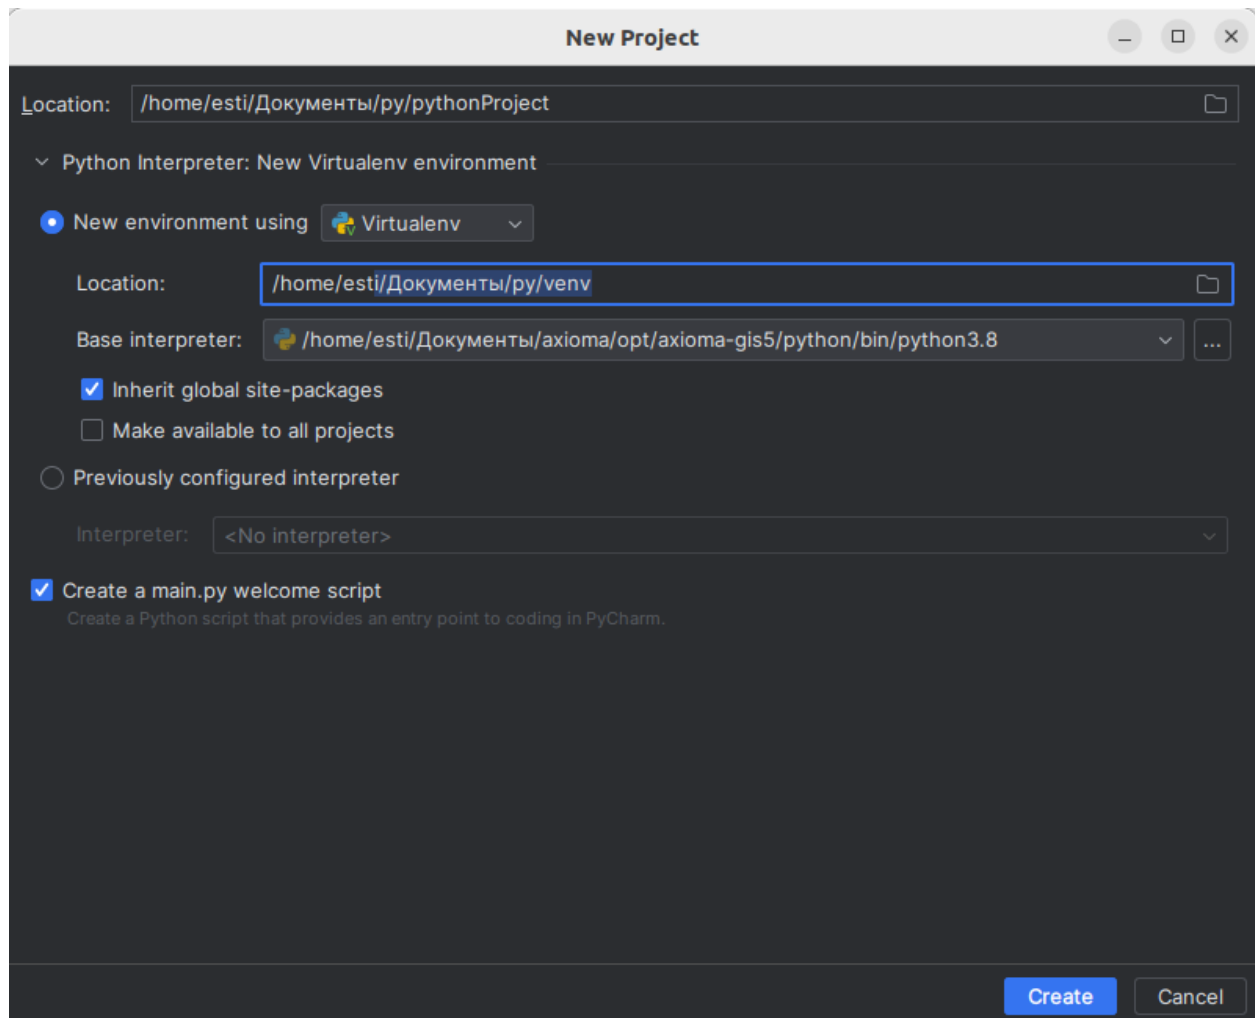 New Project
Location: /home/esti/Документы/py/pythonProject
Python Interpreter: New Virtualenv environment
New environment using Virtualenv
Location: /home/esti/Документы/py/venv
Base interpreter: /home/esti/Документы/axioma/opt/axioma-gis5/python/bin/python3.8 ...
Inherit global site-packages
Make available to all projects
Previously configured interpreter
Interpreter: <No interpreter>
Create a main.py welcome script
Create a Python script that provides an entry point to coding in PyCharm.
Create Cancel